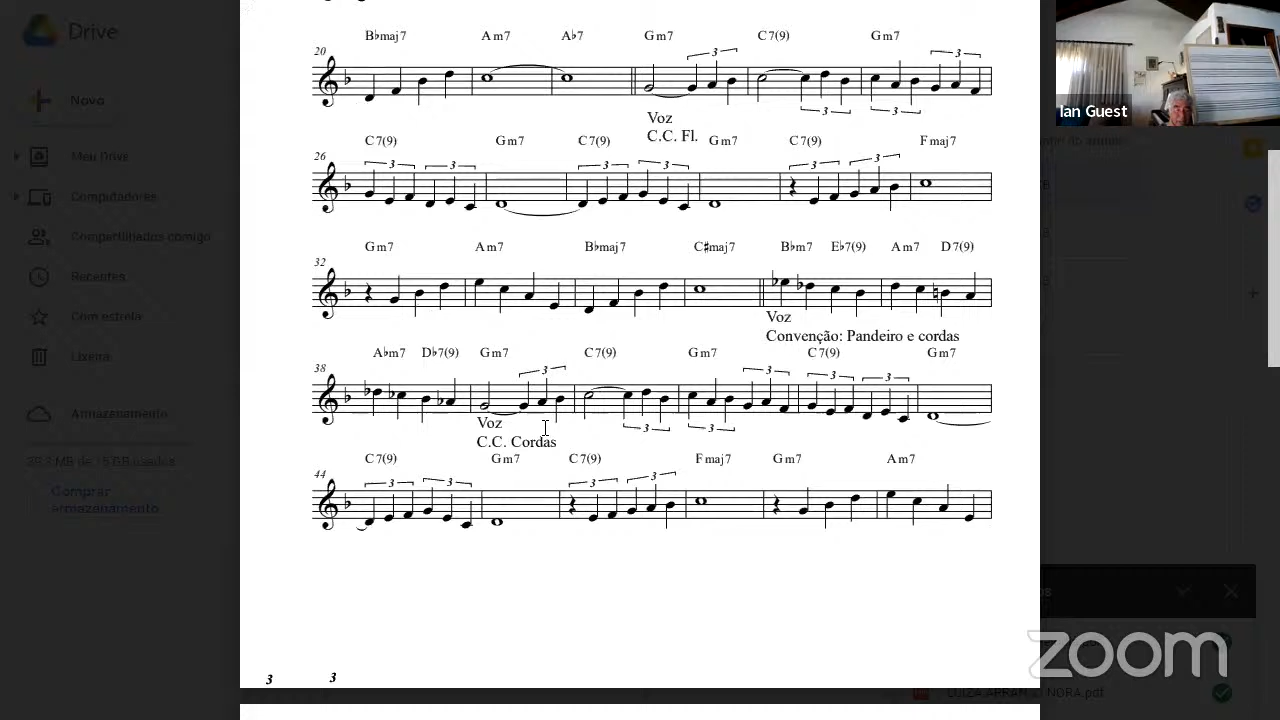 Drive
B♭maj7 Am7 A♭7 Gm7 C7(9) Gm7
20 3 3 3 3
Voz
C.C. Fl.
C7(9) Gm7 C7(9) Gm7 C7(9) Fmaj7
26 3 3 3 3 3 3
Gm7 Am7 B♭maj7 C♯maj7 B♭m7 E♭7(9) Am7 D7(9)
32
Voz
Convenção: Pandeiro e cordas
A♭m7 D♭7(9) Gm7 C7(9) Gm7 C7(9) Gm7
38 3 3 3 3 3 3
Voz
C.C. Cordas
C7(9) Gm7 C7(9) Fmaj7 Gm7 Am7
44 3 3 3 3
3 3
Novo
Meu Drive
Computadores
Compartilhados comigo
Recentes
Com estrela
Lixeira
Armazenamento
Comprar
armazenamento
Ian Guest
zoom